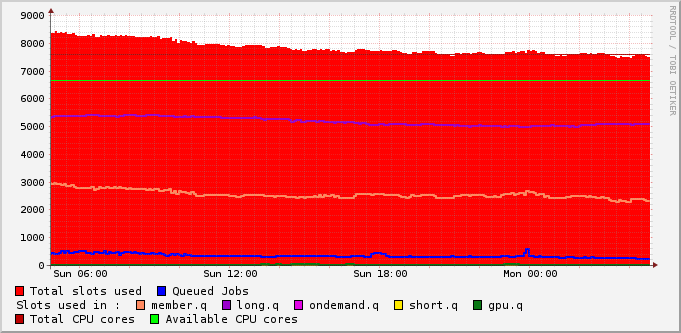 9000
8000
7000
6000
5000
4000
3000
2000
1000
0
Sun 06:00 Sun 12:00 Sun 18:00 Mon 00:00
RRDTOOL / TOBI OETIKER
Total slots used Queued Jobs
Slots used in : member.q long.q ondemand.q short.q gpu.q
Total CPU cores Available CPU cores